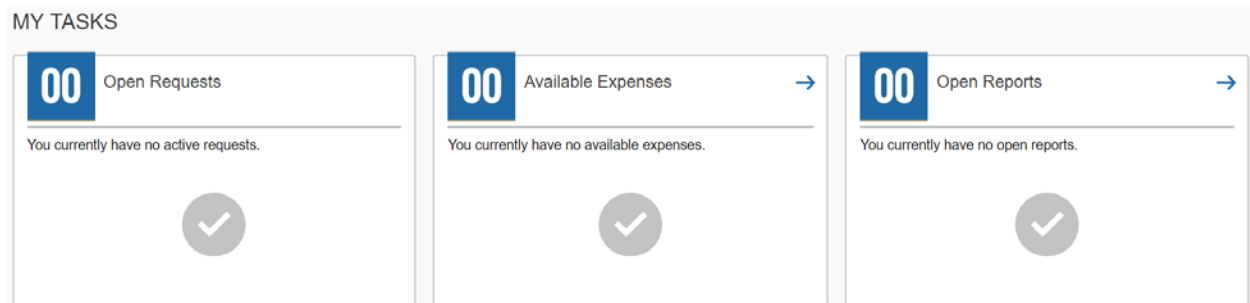 MY TASKS
00 Open Requests
You currently have no active requests.
00 Available Expenses
You currently have no available expenses.
00 Open Reports
You currently have no open reports.